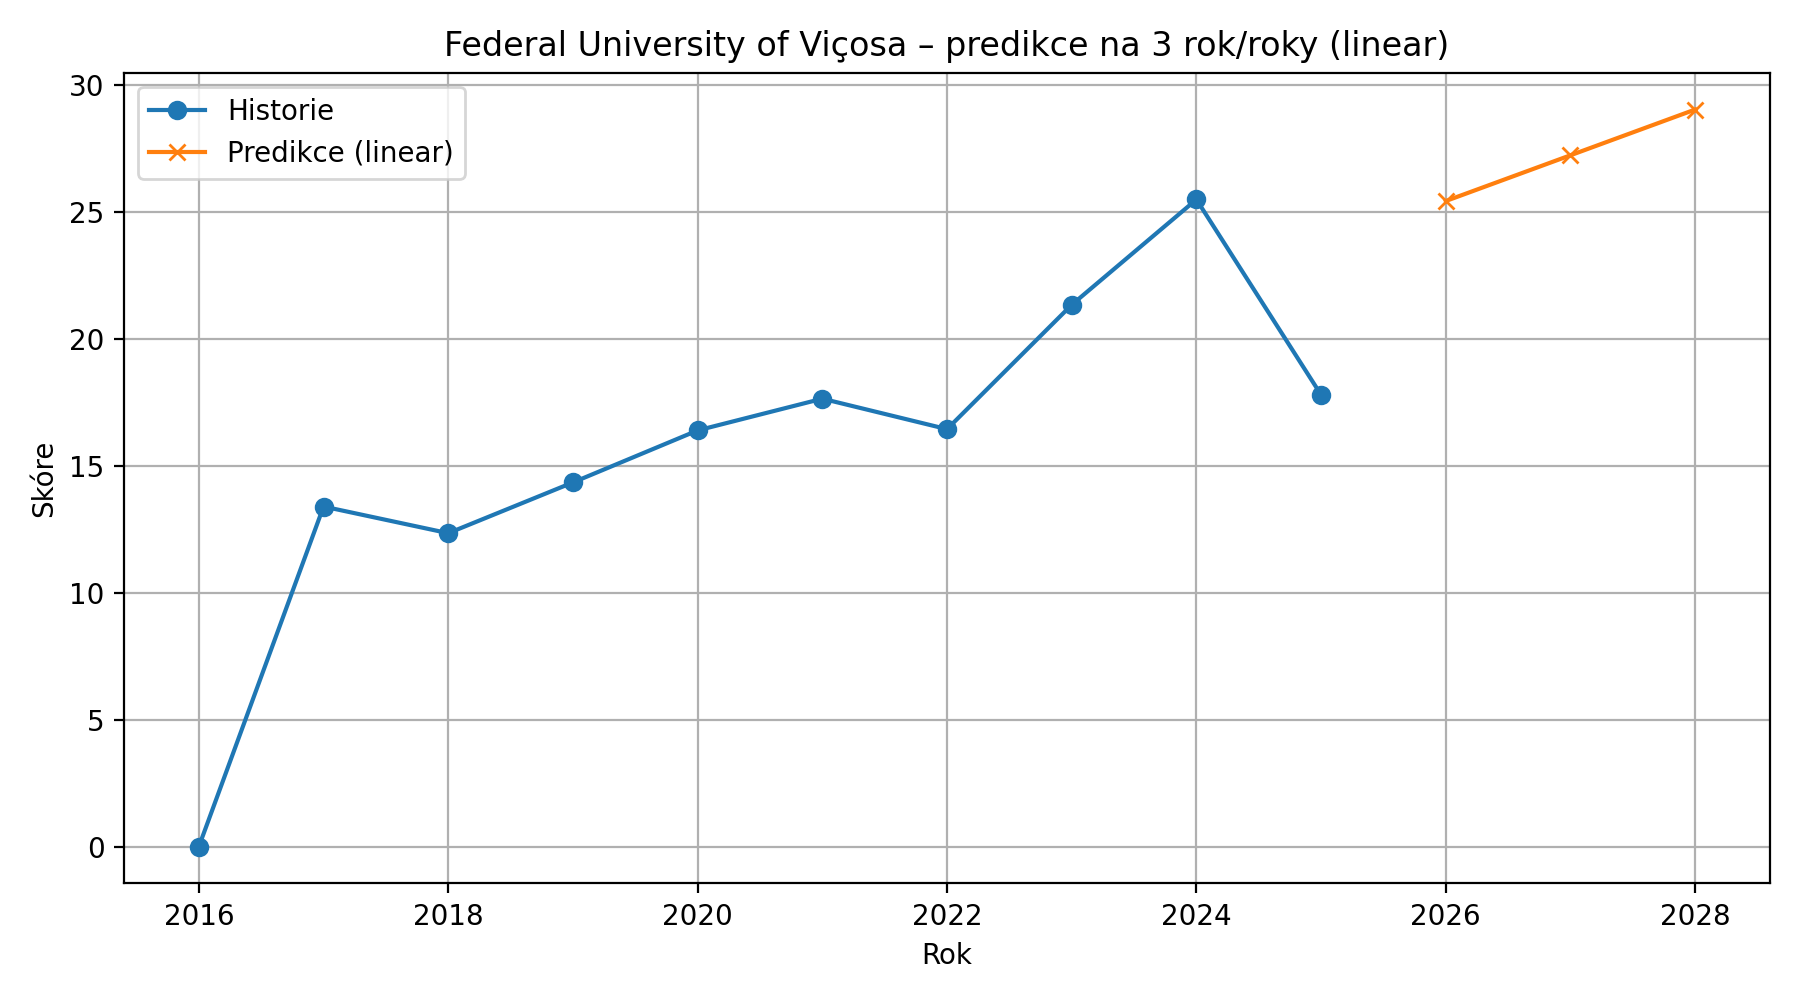 Federal University of Viçosa – predikce na 3 rok/roky (linear)
Historie
Predikce (linear)
30
25
20
15
10
5
0
Skóre
2016
2018
2020
2022
2024
2026
2028
Rok